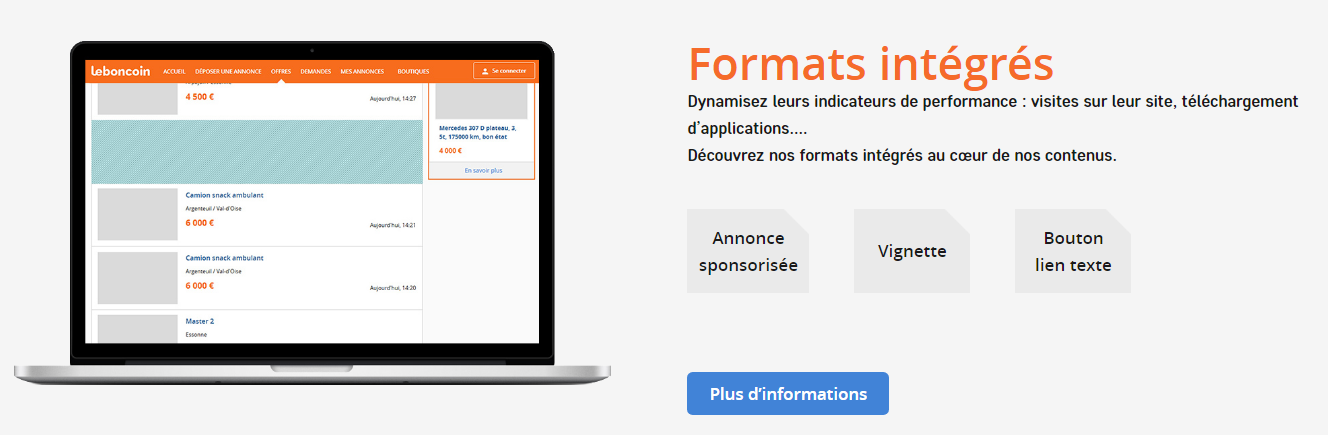 leboncoin ACCUEIL DÉPOSER UNE ANNONCE OFFRES DEMANDES MES ANNONCES BOUTIQUES Se connecter
4 500 €
Aujourd'hui, 14:27
Mercedes 307 D plateau, 3,
5t, 175000 km, bon état
4 000 €
En savoir plus
Camion snack ambulant
Argenteuil / Val-d'Oise
6 000 €
Aujourd'hui, 14:21
Camion snack ambulant
Argenteuil / Val-d'Oise
6 000 €
Aujourd'hui, 14:20
Master 2
Essonne
Formats intégrés
Dynamisez leurs indicateurs de performance : visites sur leur site, téléchargement
d'applications....
Découvrez nos formats intégrés au cœur de nos contenus.
Annonce
sponsorisée
Vignette
Bouton
lien texte
Plus d'informations